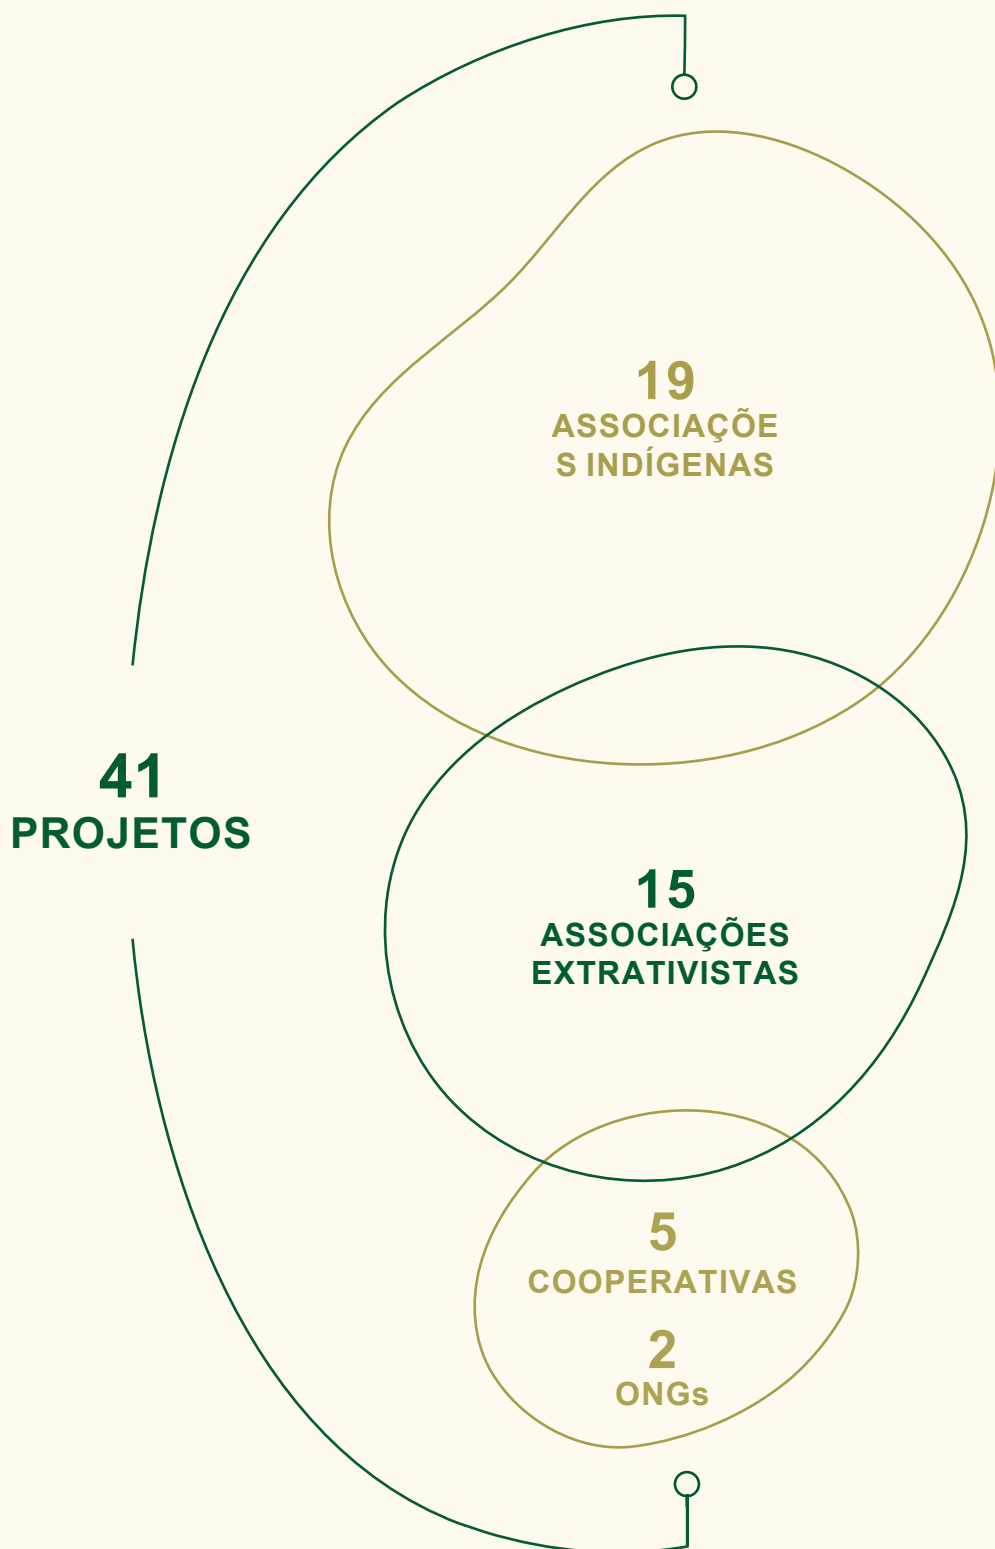 19
ASSOCIAÇÕE
S INDÍGENAS
41
PROJETOS
15
ASSOCIAÇÕES
EXTRATIVISTAS
5
COOPERATIVAS
2
ONGs